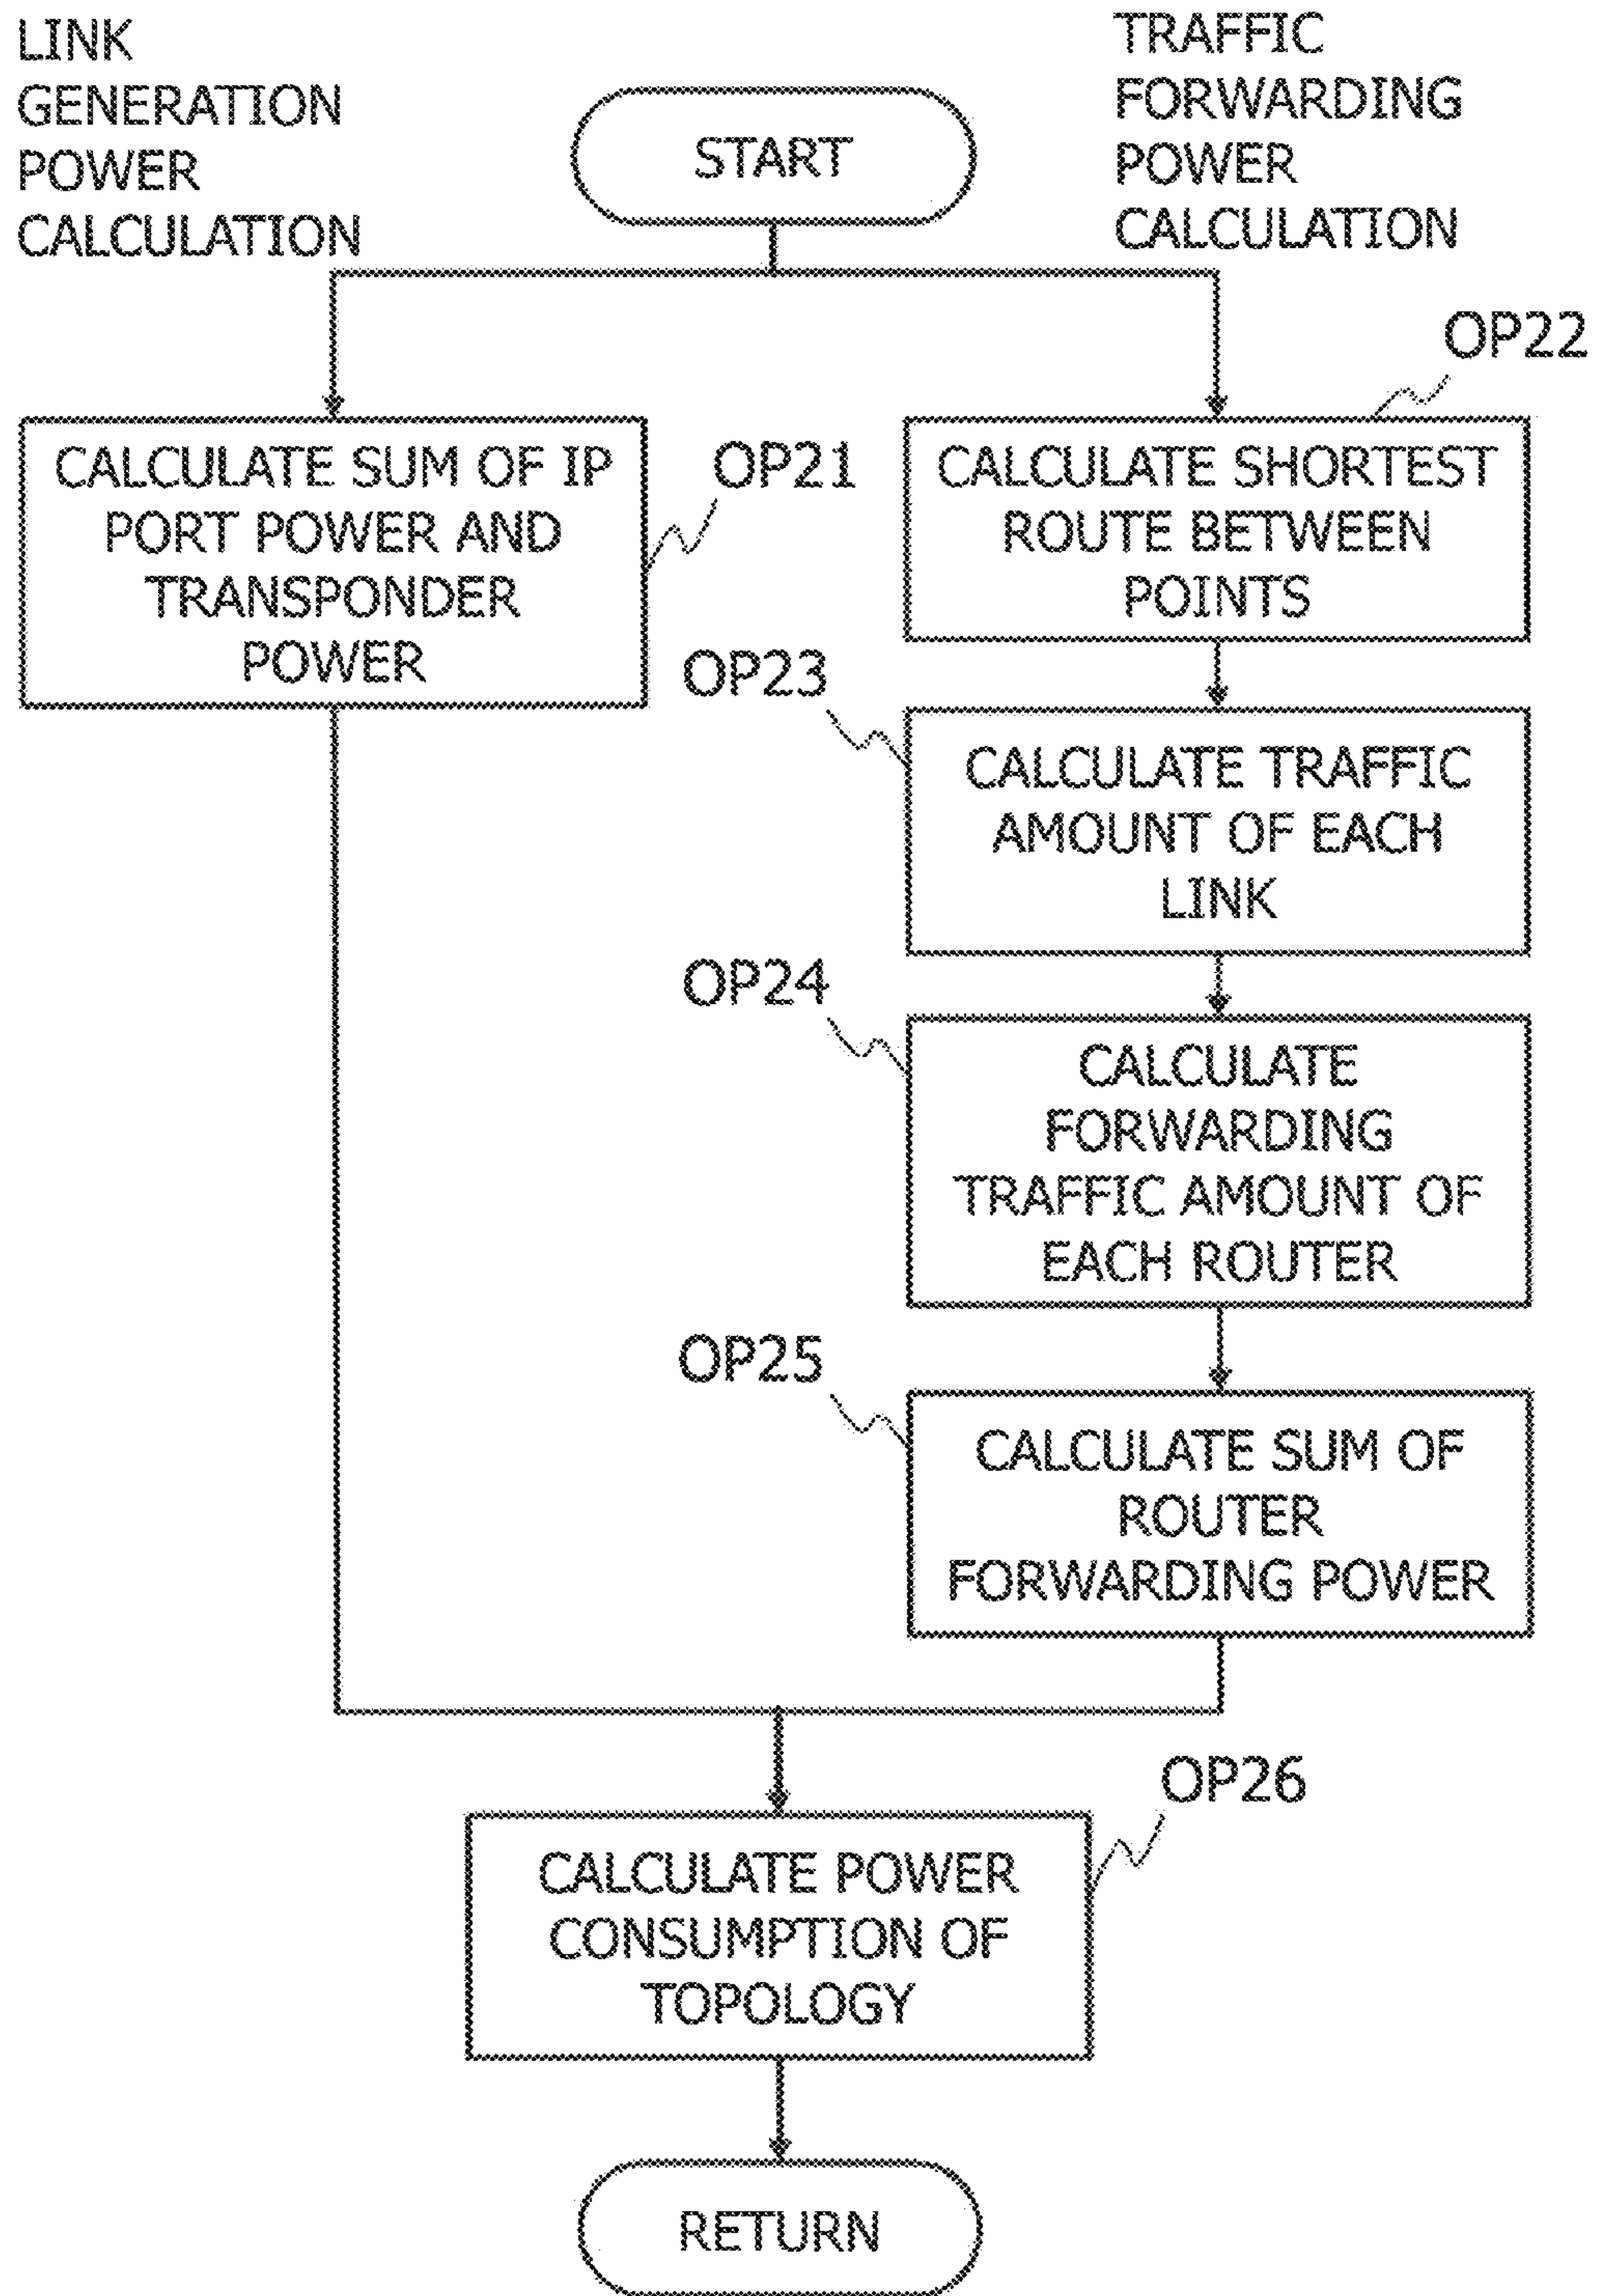 LINK
GENERATION
POWER
CALCULATION
TRAFFIC
FORWARDING
POWER
CALCULATION
START
OP22
CALCULATE SUM OF IP
PORT POWER AND
TRANSPONDER
POWER
OP21
CALCULATE SHORTEST
ROUTE BETWEEN
POINTS
OP23
CALCULATE TRAFFIC
AMOUNT OF EACH
LINK
OP24
CALCULATE
FORWARDING
TRAFFIC AMOUNT OF
EACH ROUTER
OP25
CALCULATE SUM OF
ROUTER
FORWARDING POWER
OP26
CALCULATE POWER
CONSUMPTION OF
TOPOLOGY
RETURN